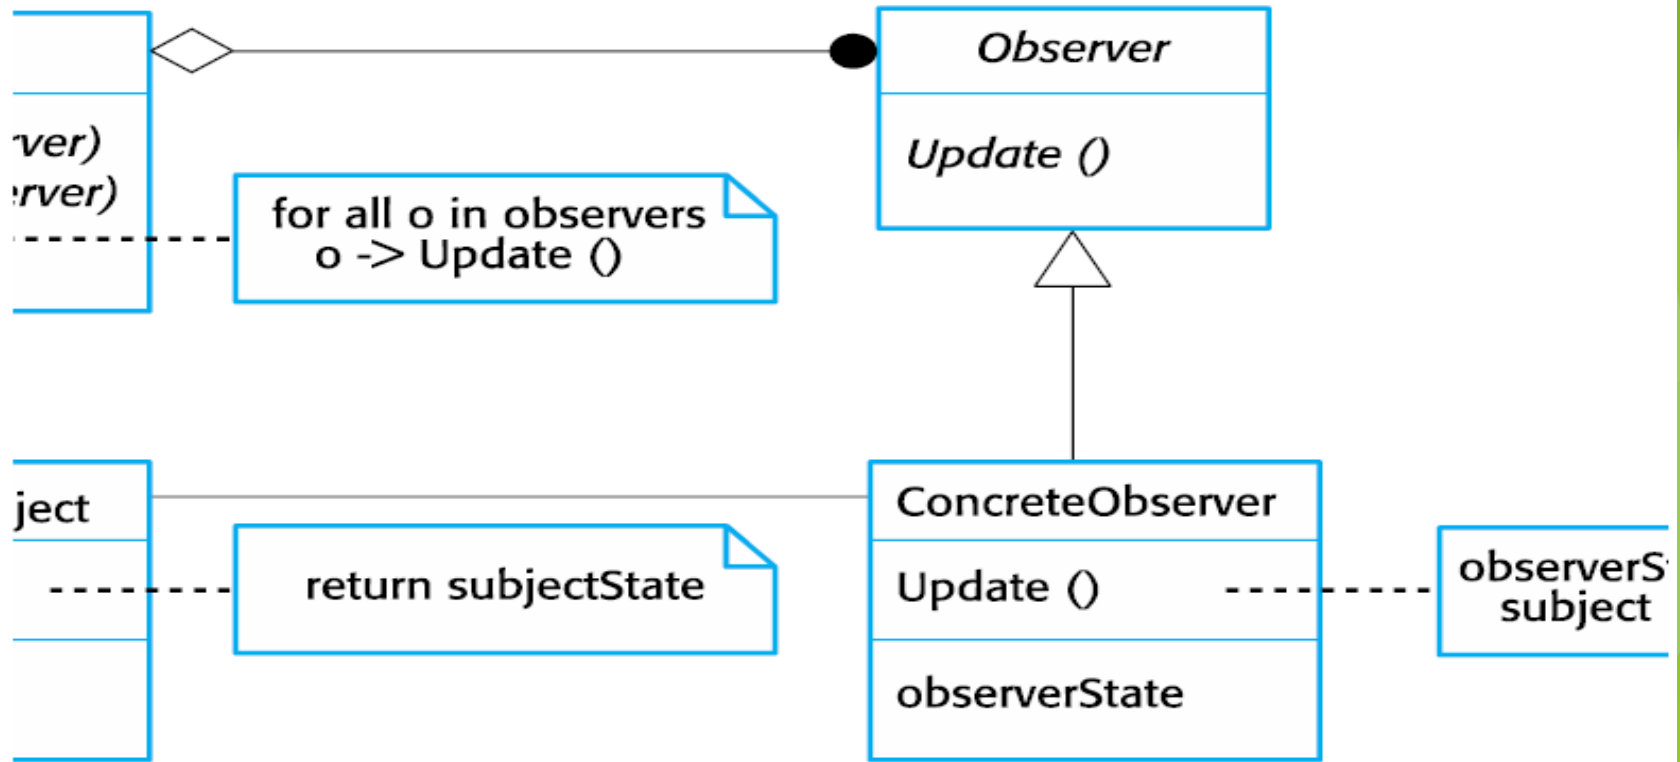 Observer
rver)
erver)
Update ()
for all o in observers
o -> Update ()
ject
return subjectState
ConcreteObserver
Update ()
observerState
observerS
subject